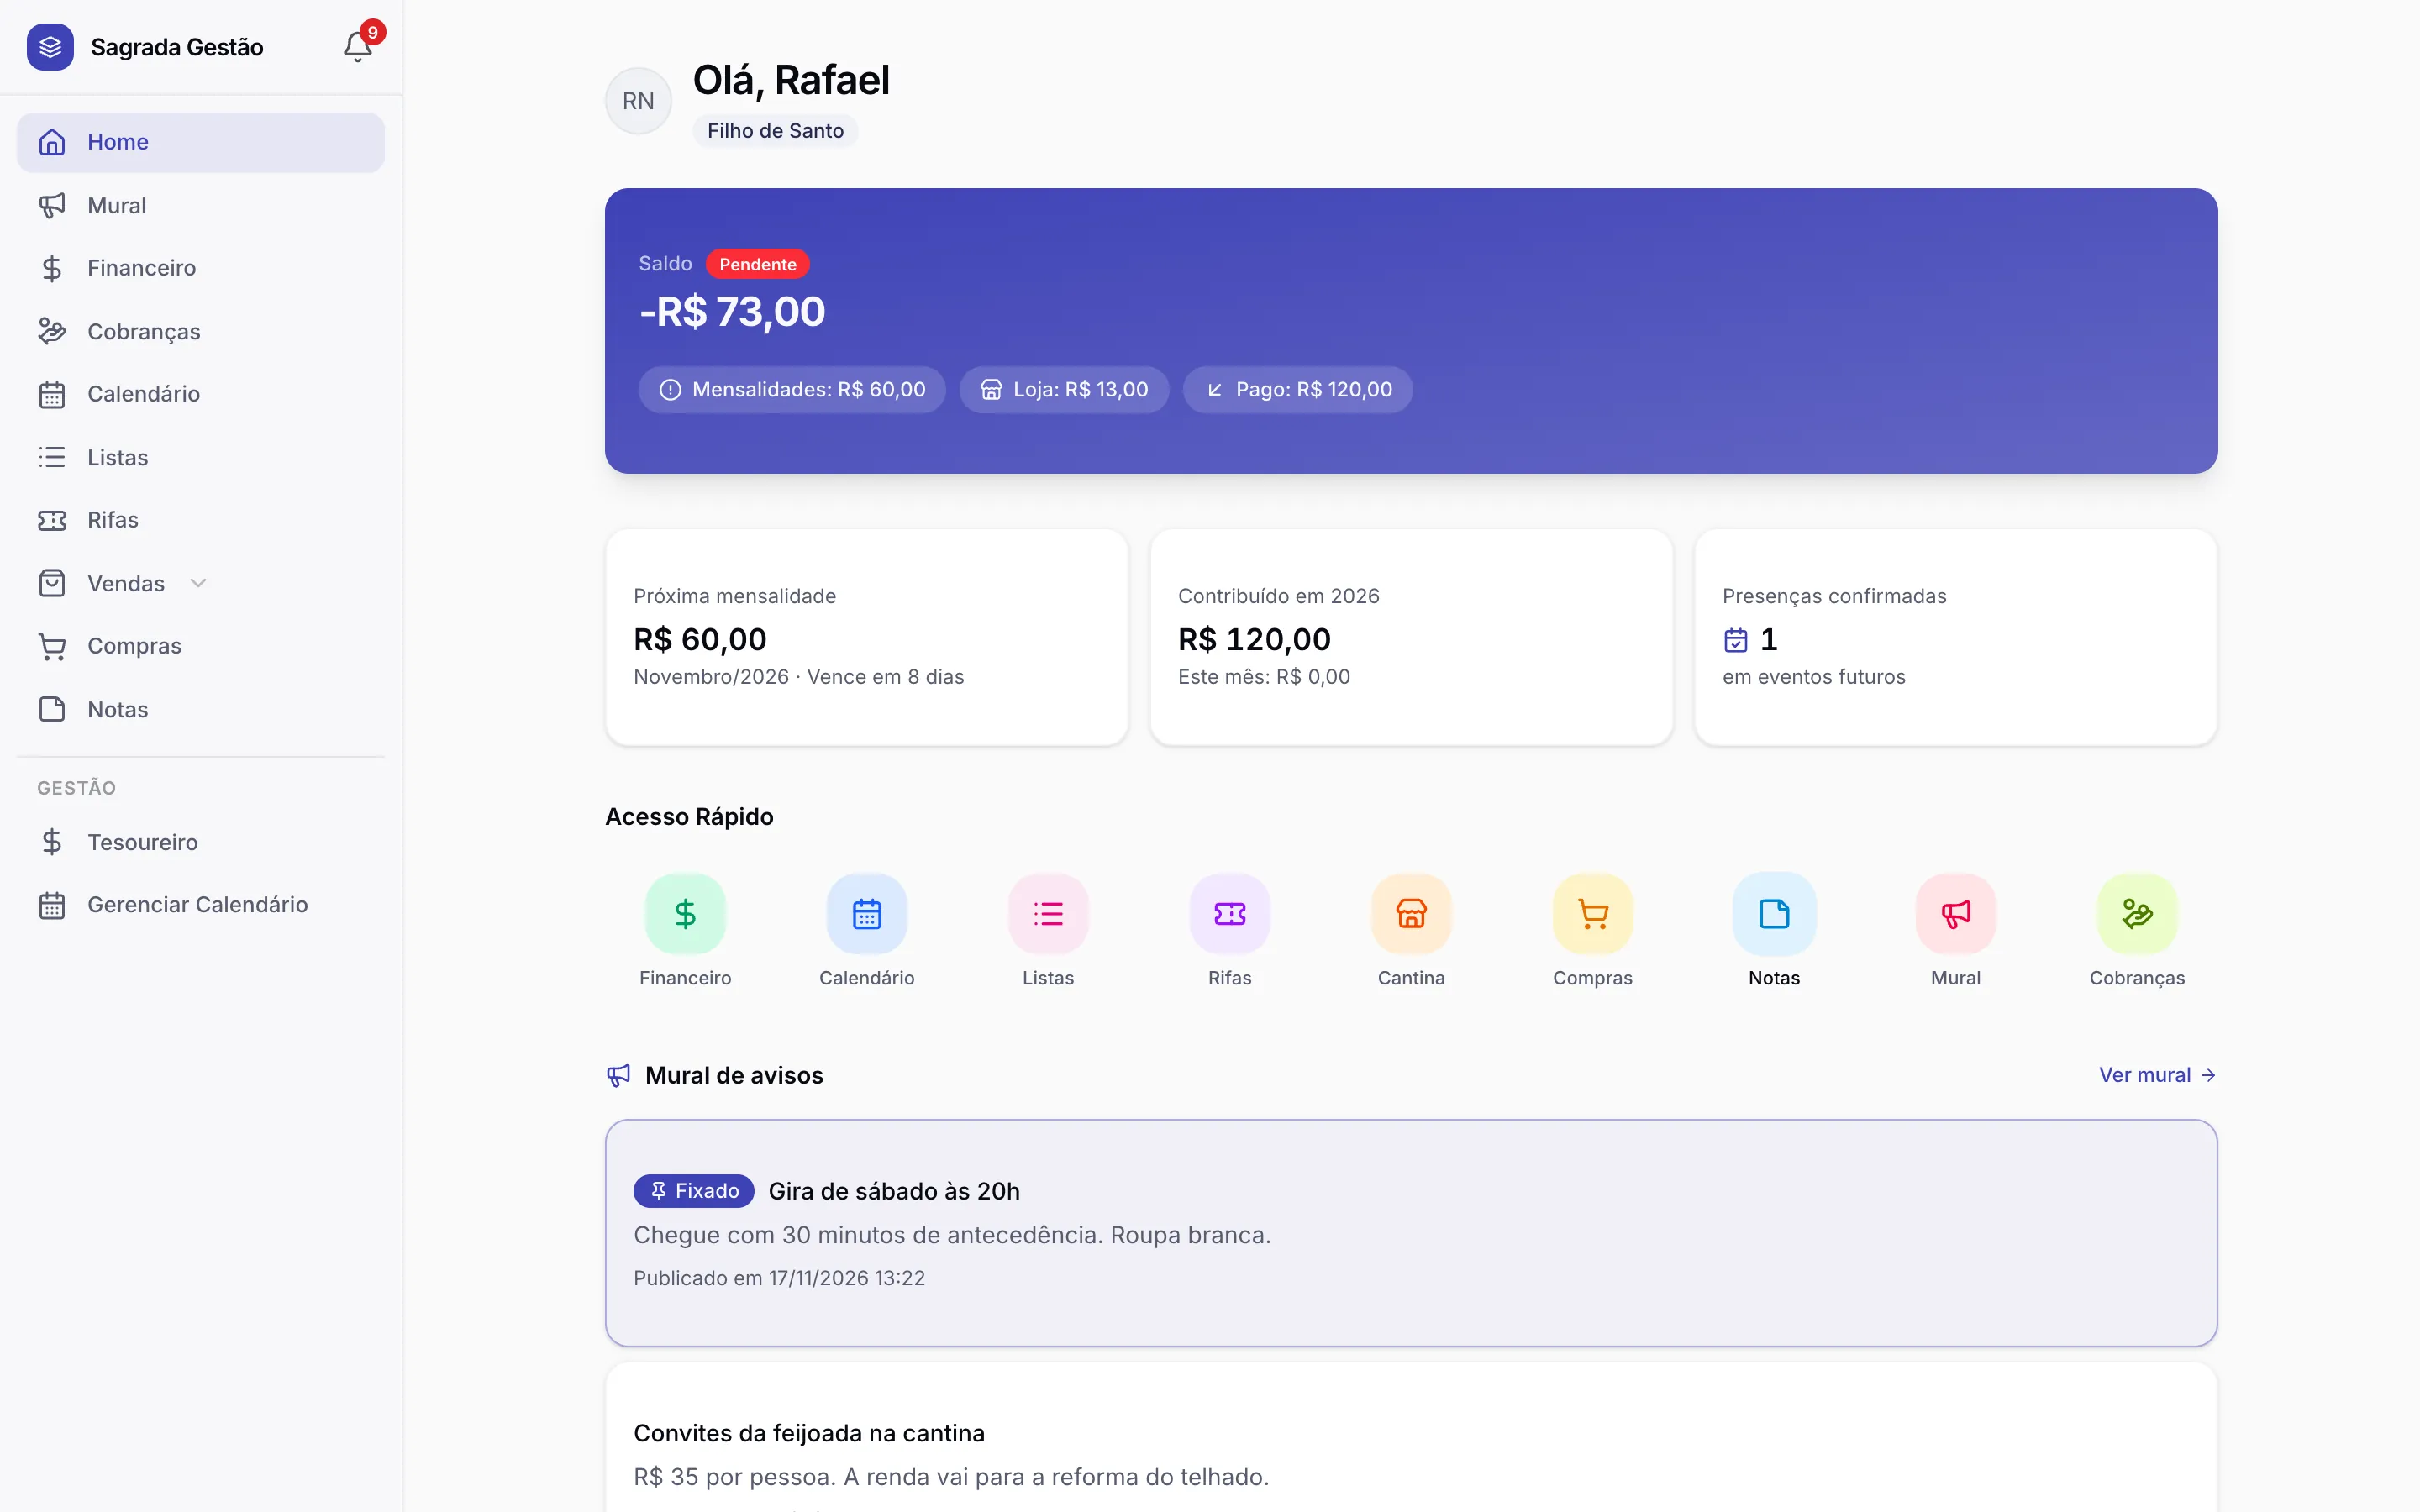 Sagrada Gestão
9
Home
Mural
Financeiro
Cobranças
Calendário
Listas
Rifas
Vendas
Compras
Notas
GESTÃO
Tesoureiro
Gerenciar Calendário
RN
Olá, Rafael
Filho de Santo
Saldo Pendente
-R$ 73,00
Mensalidades: R$ 60,00 Loja: R$ 13,00 Pago: R$ 120,00
Próxima mensalidade
R$ 60,00
Novembro/2026 · Vence em 8 dias
Contribuído em 2026
R$ 120,00
Este mês: R$ 0,00
Presenças confirmadas
1
em eventos futuros
Acesso Rápido
Financeiro Calendário Listas Rifas Cantina Compras Notas Mural Cobranças
Mural de avisos
Ver mural →
Fixado Gira de sábado às 20h
Chegue com 30 minutos de antecedência. Roupa branca.
Publicado em 17/11/2026 13:22
Convites da feijoada na cantina
R$ 35 por pessoa. A renda vai para a reforma do telhado.